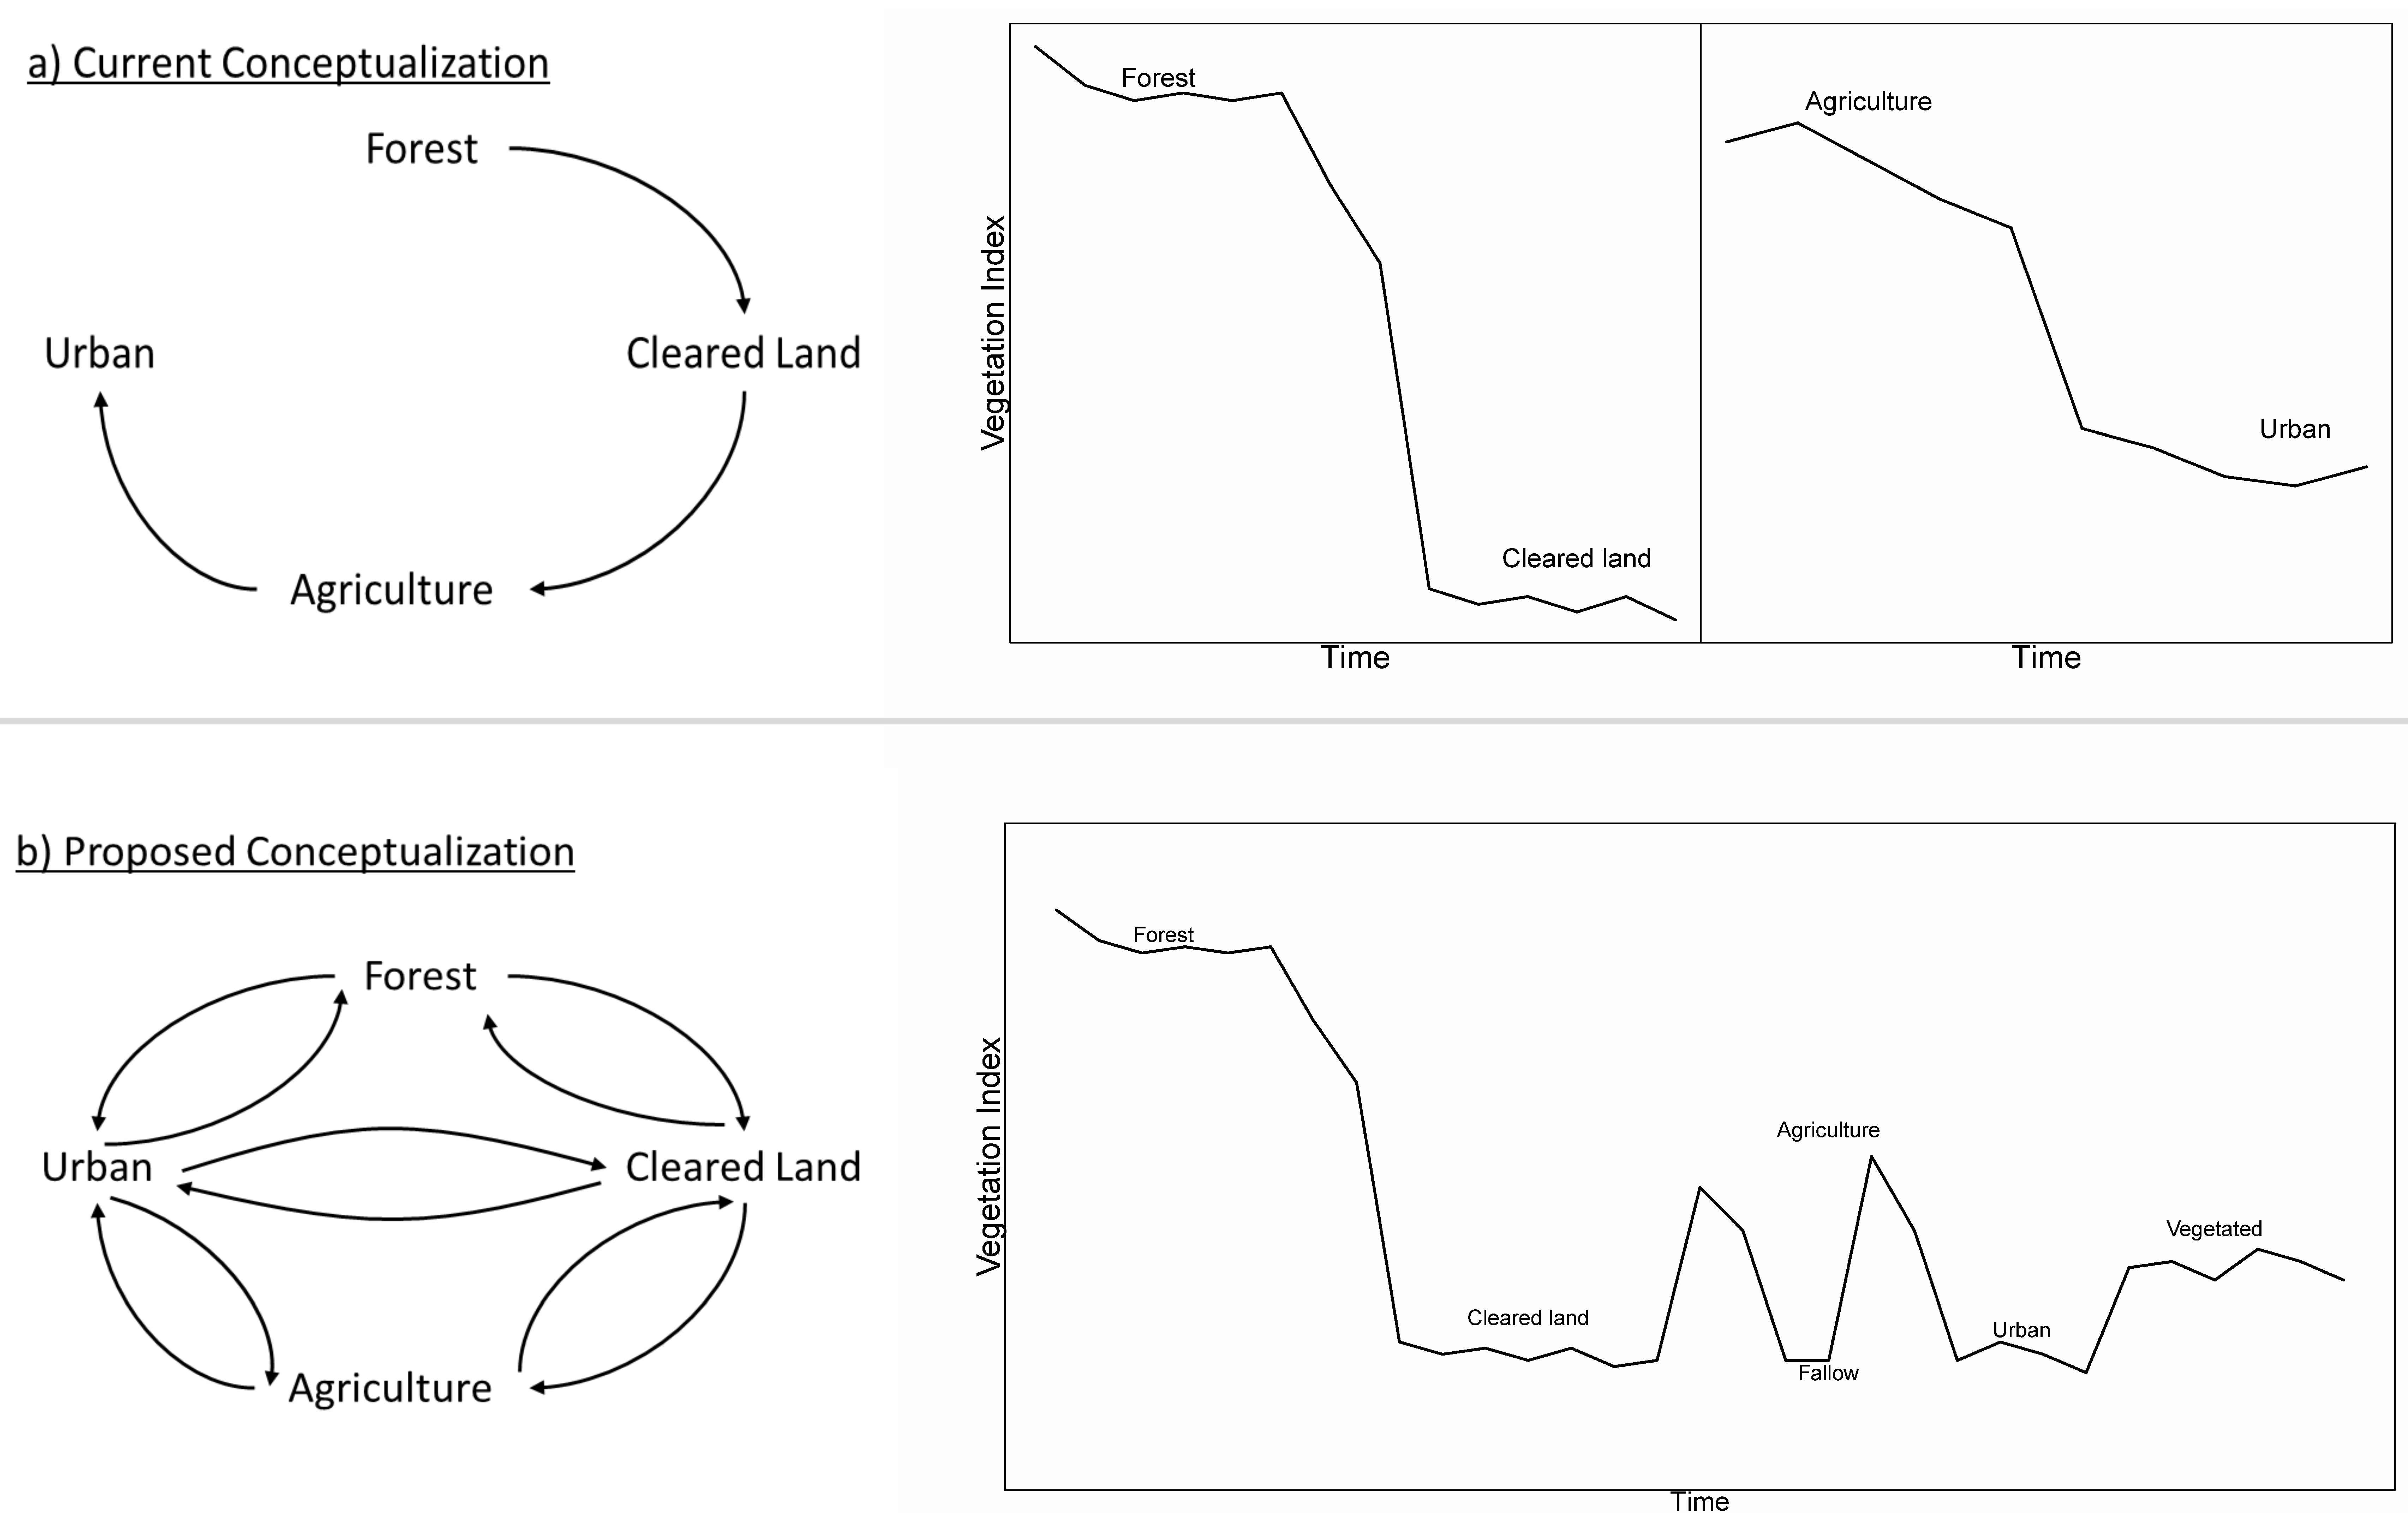 a) Current Conceptualization
Forest
Urban
Cleared Land
Agriculture
Vegetation Index
Forest
Cleared land
Time
Agriculture
Urban
Time
b) Proposed Conceptualization
Forest
Urban
Cleared Land
Agriculture
Vegetation Index
Forest
Cleared land
Agriculture
Fallow
Urban
Vegetated
Time